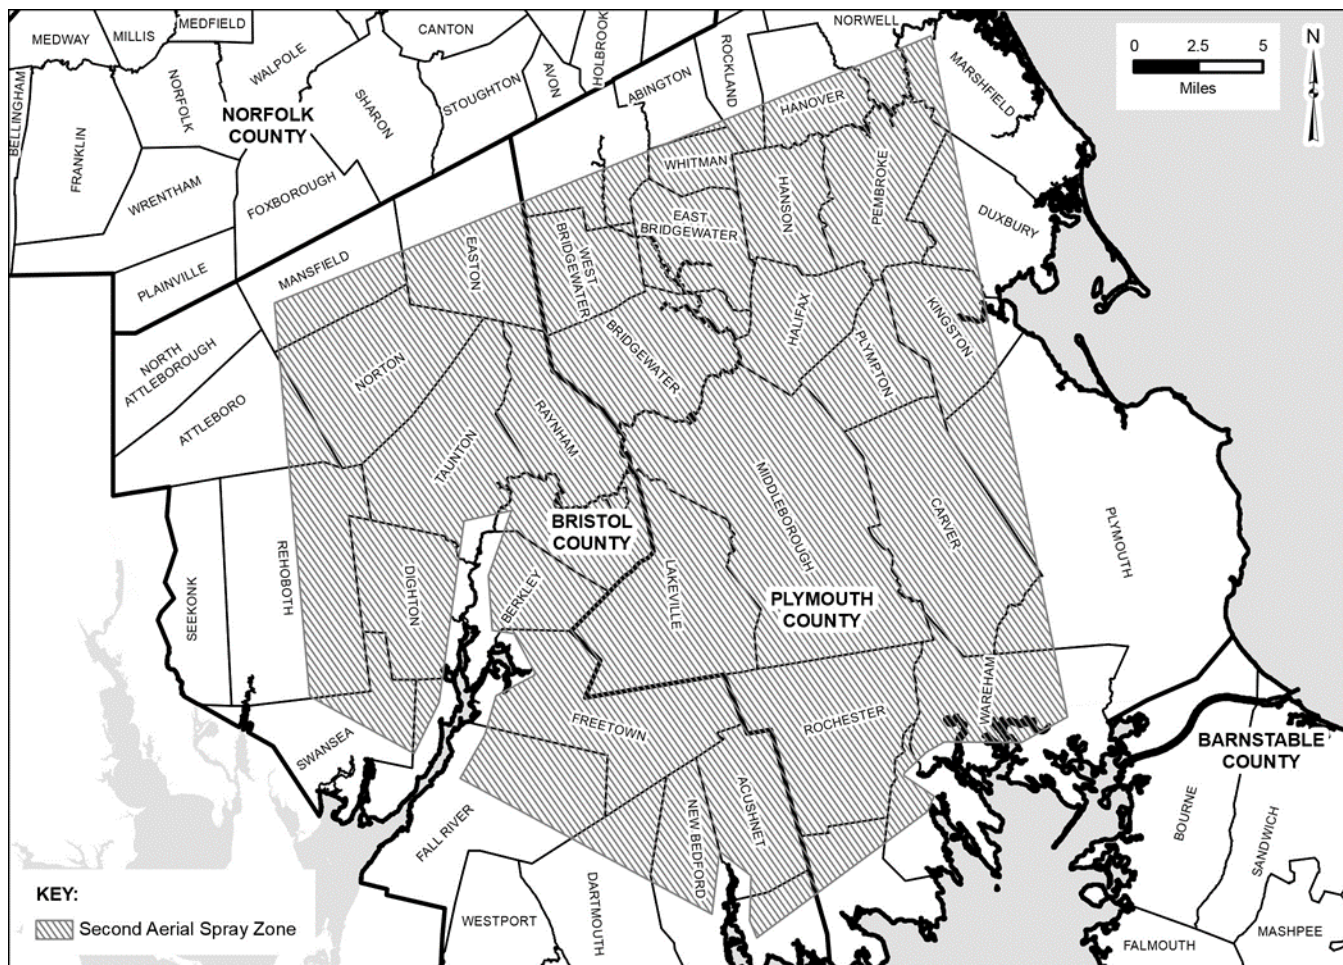 MEDWAY
MILLIS
MEDFIELD
CANTON
HOLBROOK
NORWELL
0 2.5 5
Miles
N
BELLINGHAM
FRANKLIN
NORFOLK
WALPOLE
SHARON
STOUGHTON
AVON
ABINGTON
ROCKLAND
HANOVER
MARSHFIELD
NORFOLK
COUNTY
WRENTHAM
FOXBOROUGH
WHITMAN
HANSON
PEMBROKE
DUXBURY
PLAINVILLE
MANSFIELD
EASTON
WEST
BRIDGEWATER
EAST
BRIDGEWATER
NORTH
ATTLEBOROUGH
ATTLEBORO
NORTON
BRIDGEWATER
HALIFAX
PLYMPTON
KINGSTON
TAUNTON
RAYNHAM
MIDDLEBOROUGH
CARVER
PLYMOUTH
BRISTOL
COUNTY
SEEKONK
REHOBOTH
DIGHTON
BERKLEY
LAKEVILLE
PLYMOUTH
COUNTY
WAREHAM
SWANSEA
FREETOWN
ROCHESTER
BARNSTABLE
COUNTY
FALL RIVER
NEW BEDFORD
ACUSHNET
BOURNE
SANDWICH
WESTPORT
DARTMOUTH
FALMOUTH
MASHPEE
KEY:
Second Aerial Spray Zone